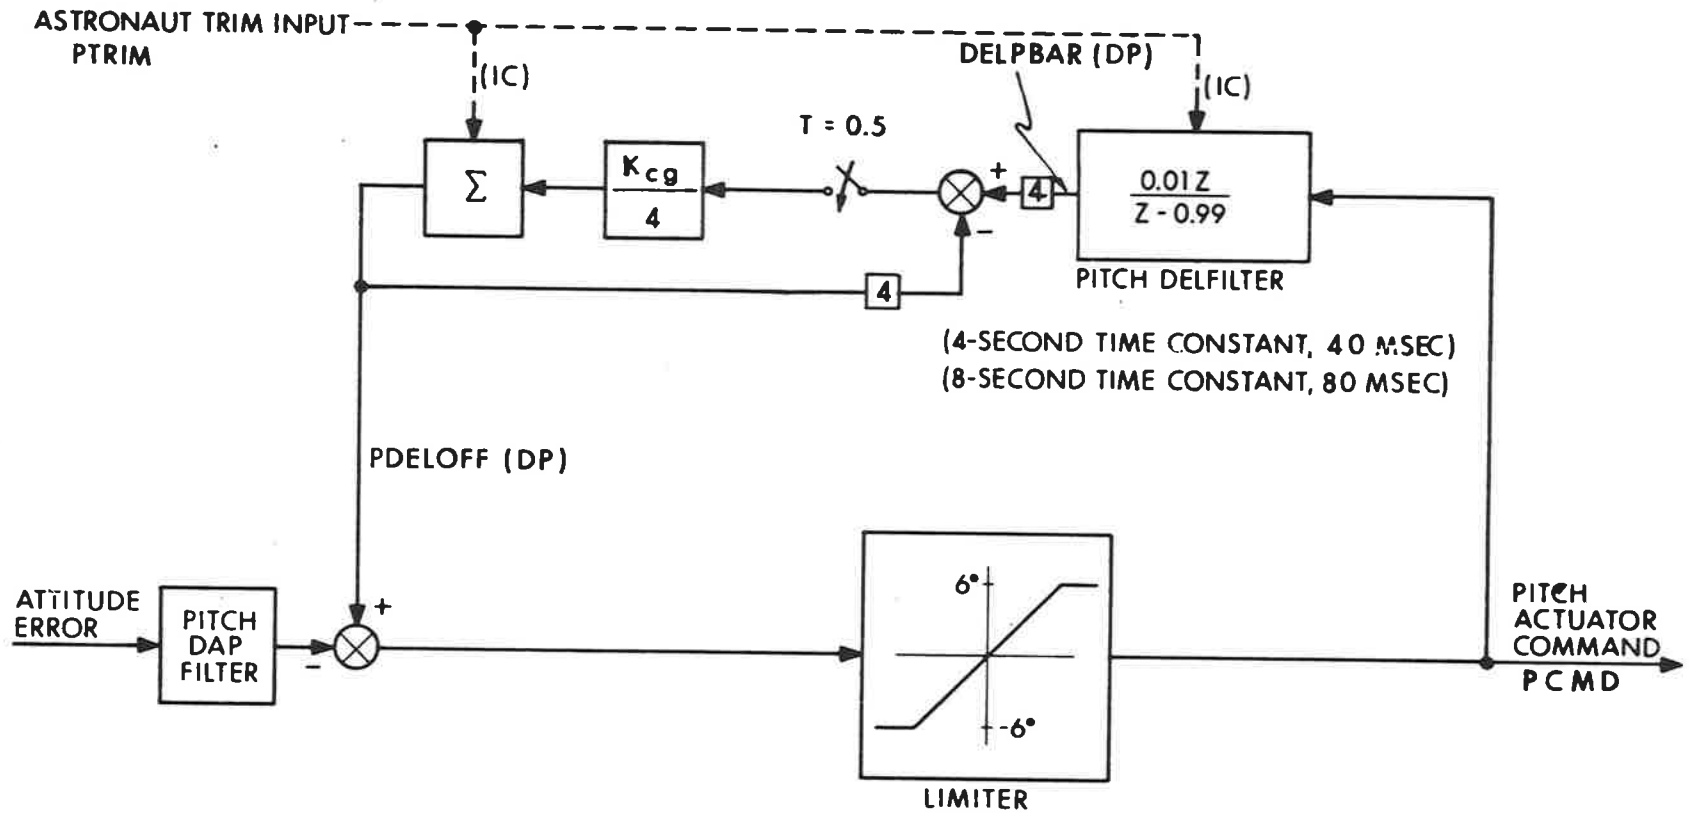 ASTRONAUT TRIM INPUT
PTRIM
(IC)
DELPBAR (DP)
(IC)
T = 0.5
Σ
Kcg
4
+
-
4
0.01Z
Z - 0.99
PITCH DELFILTER
4
(4-SECOND TIME CONSTANT, 40 MSEC)
(8-SECOND TIME CONSTANT, 80 MSEC)
PDELOFF (DP)
ATTITUDE
ERROR
PITCH
DAP
FILTER
+
-
6°
-6°
LIMITER
PITCH
ACTUATOR
COMMAND
PCMD